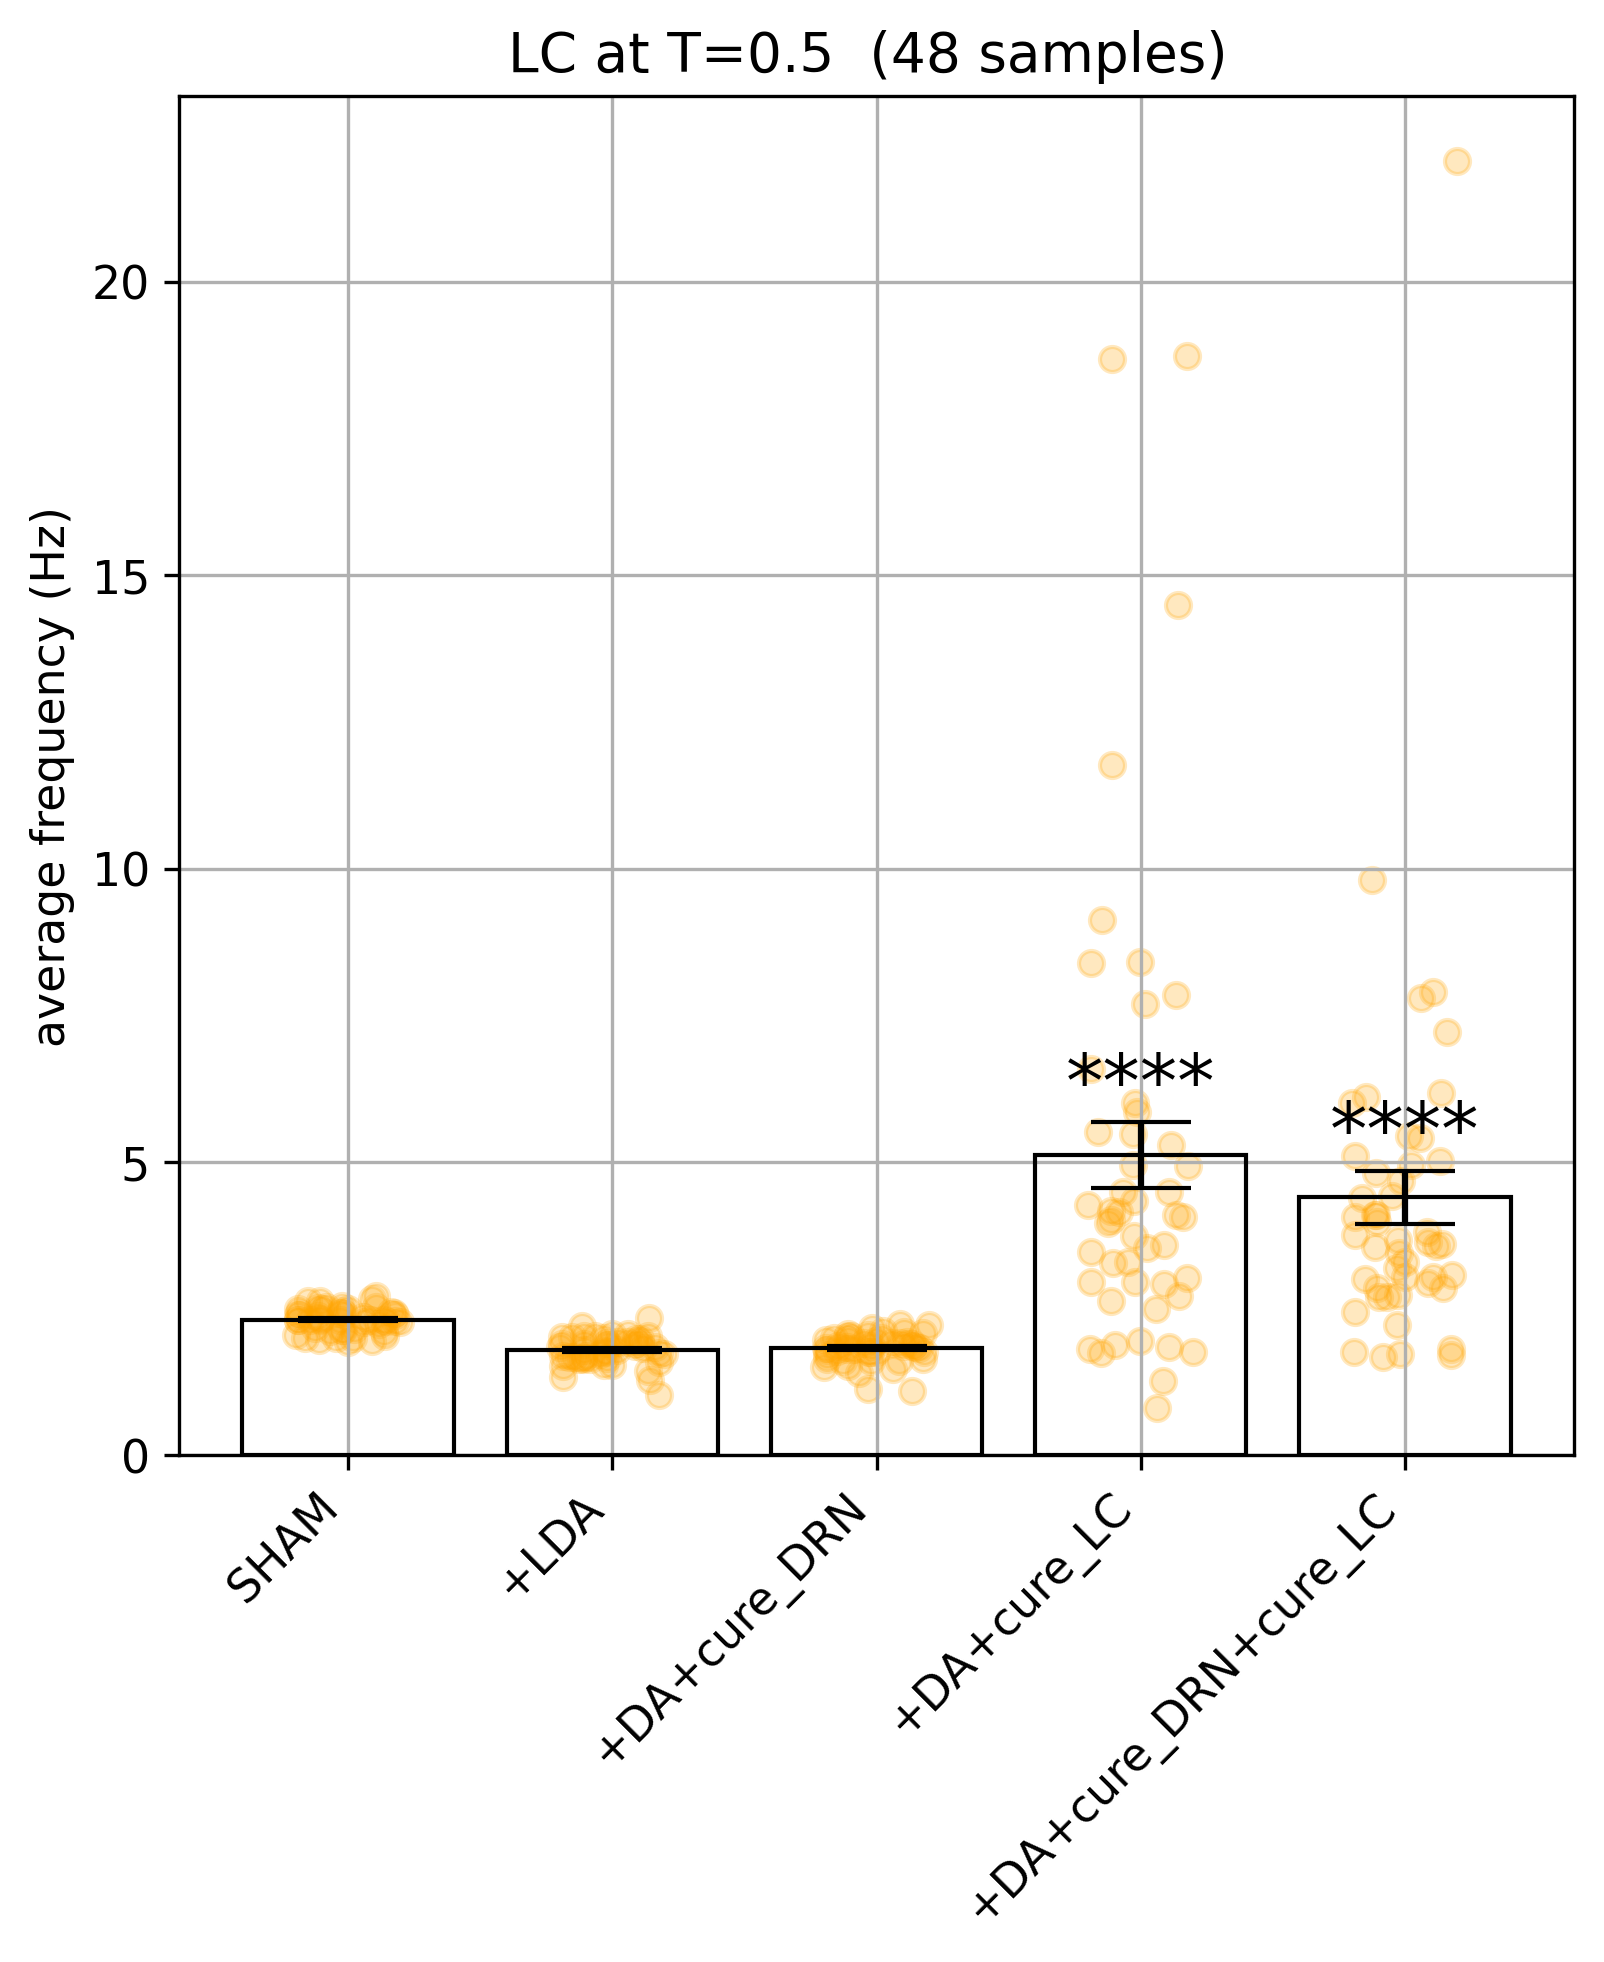 LC at T=0.5  (48 samples)
average frequency (Hz)
20
15
10
5
0
****
****
SHAM
+LDA
+DA+cure_DRN
+DA+cure_LC
+DA+cure_DRN+cure_LC